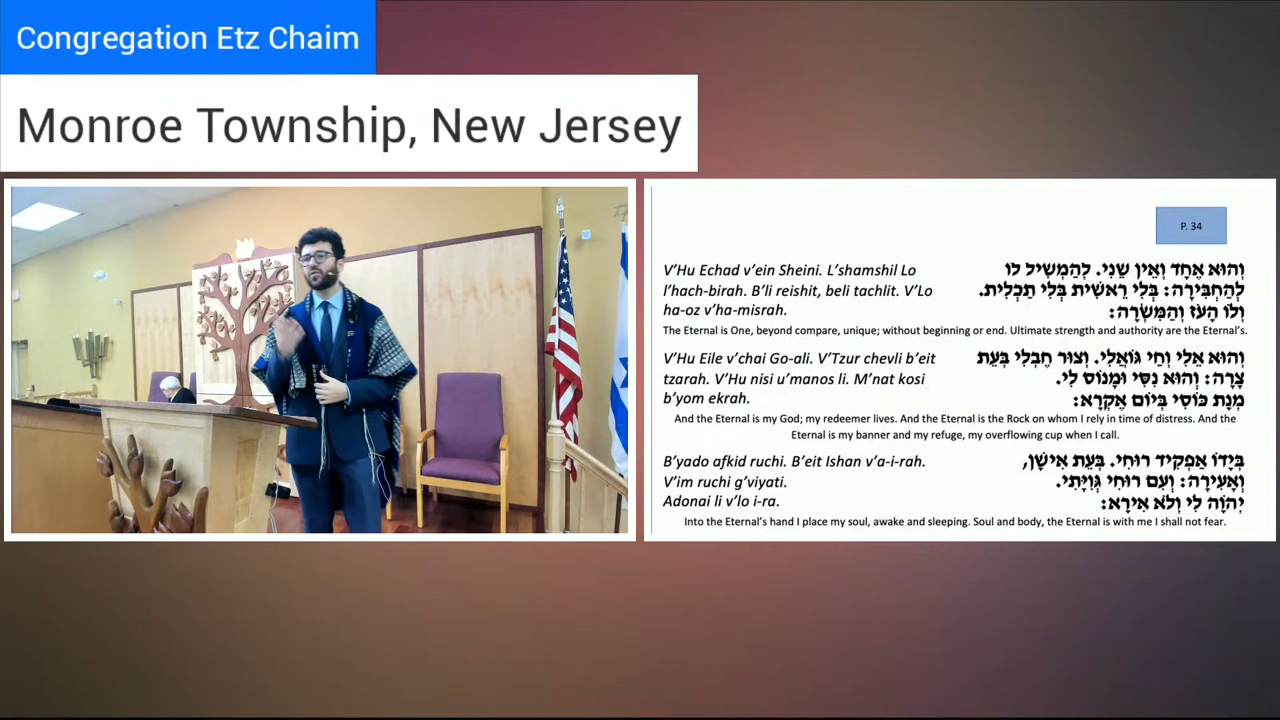 Congregation Etz Chaim
Monroe Township, New Jersey
P. 34
V'Hu Echad v'ein Sheini. L'shamshil Lo
l'hach-birah. B'li reishit, beli tachlit. V'Lo
ha-oz v'ha-misrah.
וְהוּא אֶחָד וְאֵין שֵׁנִי. לְהַמְשִׁיל לוֹ
לְהַחְבִּירָה: בְּלִי רֵאשִׁית בְּלִי תַכְלִית.
וְלוֹ הָעֹז וְהַמִּשְׂרָה:
The Eternal is One, beyond compare, unique; without beginning or end. Ultimate strength and authority are the Eternal's.
V'Hu Eile v'chai Go-ali. V'Tzur chevli b'eit
tzarah. V'Hu nisi u'manos li. M'nat kosi
b'yom ekrah.
וְהוּא אֵלִי וְחַי גּוֹאֲלִי. וְצוּר חֶבְלִי בְּעֵת
צָרָה: וְהוּא נִסִּי וּמָנוֹס לִי.
מְנָת כּוֹסִי בְּיוֹם אֶקְרָא:
And the Eternal is my God; my redeemer lives. And the Eternal is the Rock on whom I rely in time of distress. And the
Eternal is my banner and my refuge, my overflowing cup when I call.
B'yado afkid ruchi. B'eit Ishan v'a-i-rah.
V'im ruchi g'viyati.
Adonai li v'lo i-ra.
בְּיָדוֹ אַפְקִיד רוּחִי. בְּעֵת אִישָׁן,
וְאָעִירָה: וְעִם רוּחִי גְּוִיָּתִי.
יְהֹוָה לִי וְלֹא אִירָא:
Into the Eternal's hand I place my soul, awake and sleeping. Soul and body, the Eternal is with me I shall not fear.